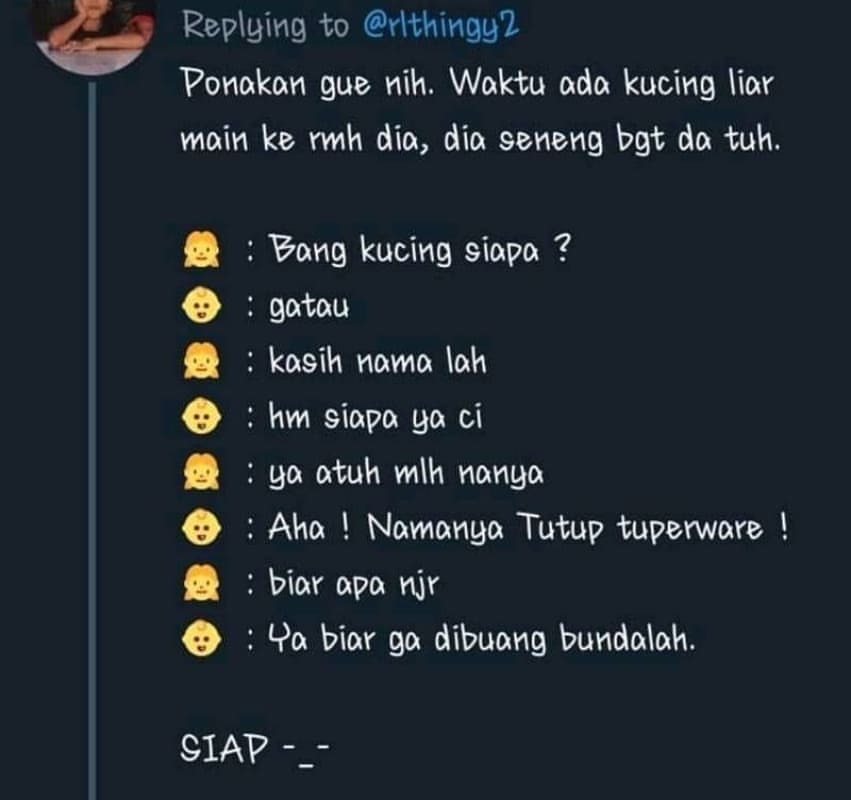 Replying to @rlthingy2
Ponakan gue nih. Waktu ada kucing liar
main ke rmh dia, dia seneng bgt da tuh.
👧 : Bang kucing siapa ?
👶 : gatau
👧 : kasih nama lah
👶 : hm siapa ya ci
👧 : ya atuh mlh nanya
👶 : Aha ! Namanya Tutup tuperware !
👧 : biar apa njr
👶 : Ya biar ga dibuang bundalah.
SIAP -_-